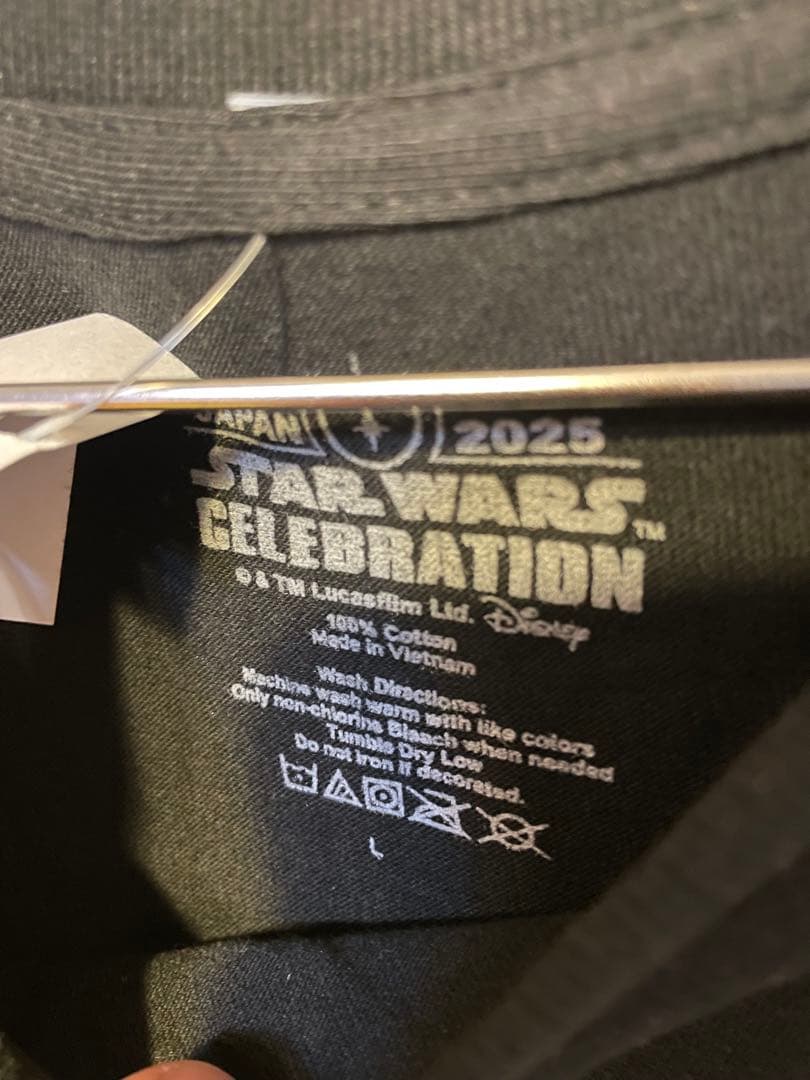 JAPAN 2025
STAR WARS™
CELEBRATION
© & TM Lucasfilm Ltd. Disney
100% Cotton
Made in Vietnam
Wash Directions:
Machine wash warm with like colors
Only non-chlorine Bleach when needed
Tumble Dry Low
Do not iron if decorated.
L